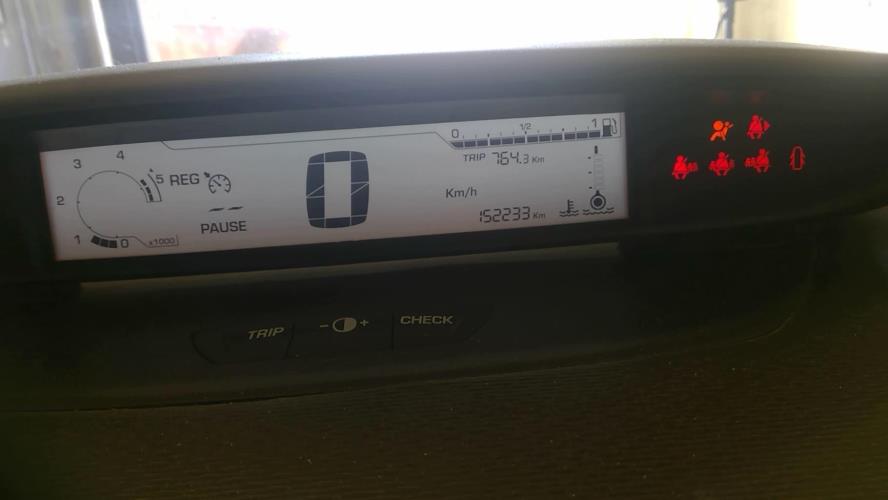 0 1/2 1
3 4
TRIP 764.3 Km
5 REG
2
0 Km/h
--
PAUSE
152233 Km
1 0 x1000
TRIP - + CHECK